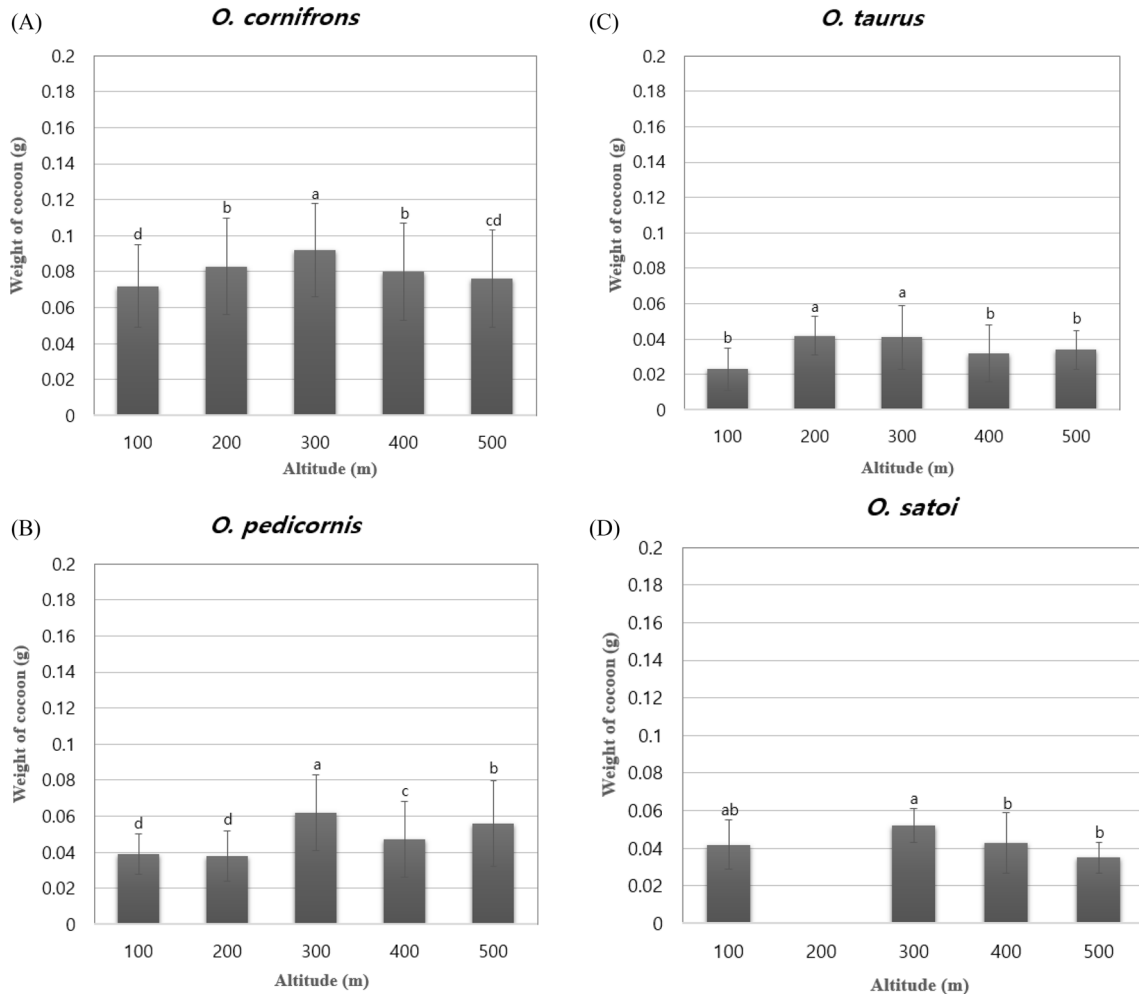 (A)
O. cornifrons
0.2
0.18
0.16
0.14
0.12
0.1
0.08
0.06
0.04
0.02
0
Weight of cocoon (g)
d
b
a
b
cd
100 200 300 400 500
Altitude (m)
(C)
O. taurus
0.2
0.18
0.16
0.14
0.12
0.1
0.08
0.06
0.04
0.02
0
Weight of cocoon (g)
b
a
a
b
b
100 200 300 400 500
Altitude (m)
(B)
O. pedicornis
0.2
0.18
0.16
0.14
0.12
0.1
0.08
0.06
0.04
0.02
0
Weight of cocoon (g)
d
d
a
c
b
100 200 300 400 500
Altitude (m)
(D)
O. satoi
0.2
0.18
0.16
0.14
0.12
0.1
0.08
0.06
0.04
0.02
0
Weight of cocoon (g)
ab
a
b
b
100 200 300 400 500
Altitude (m)